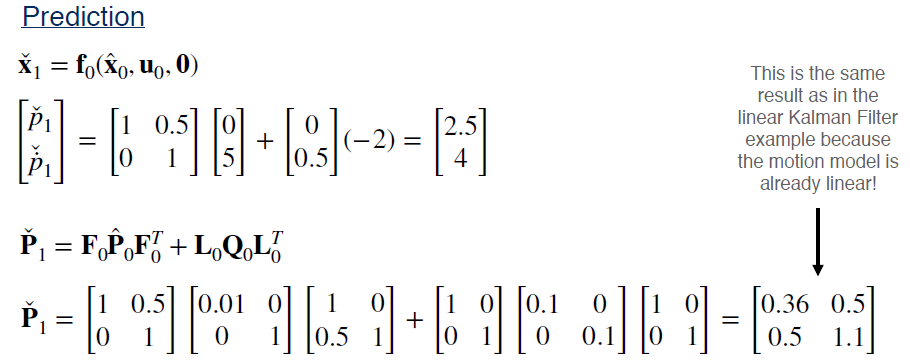 Prediction
x̌₁ = f₀(x̂₀, u₀, 0)
[p̌₁; ṗ̌₁] = [1 0.5; 0 1] [0; 5] + [0; 0.5] (−2) = [2.5; 4]
This is the same
result as in the
linear Kalman Filter
example because
the motion model is
already linear!
P̌₁ = F₀P̂₀F₀ᵀ + L₀Q₀L₀ᵀ
P̌₁ = [1 0.5; 0 1] [0.01 0; 0 1] [1 0; 0.5 1] + [1 0; 0 1] [0.1 0; 0 0.1] [1 0; 0 1] = [0.36 0.5; 0.5 1.1]